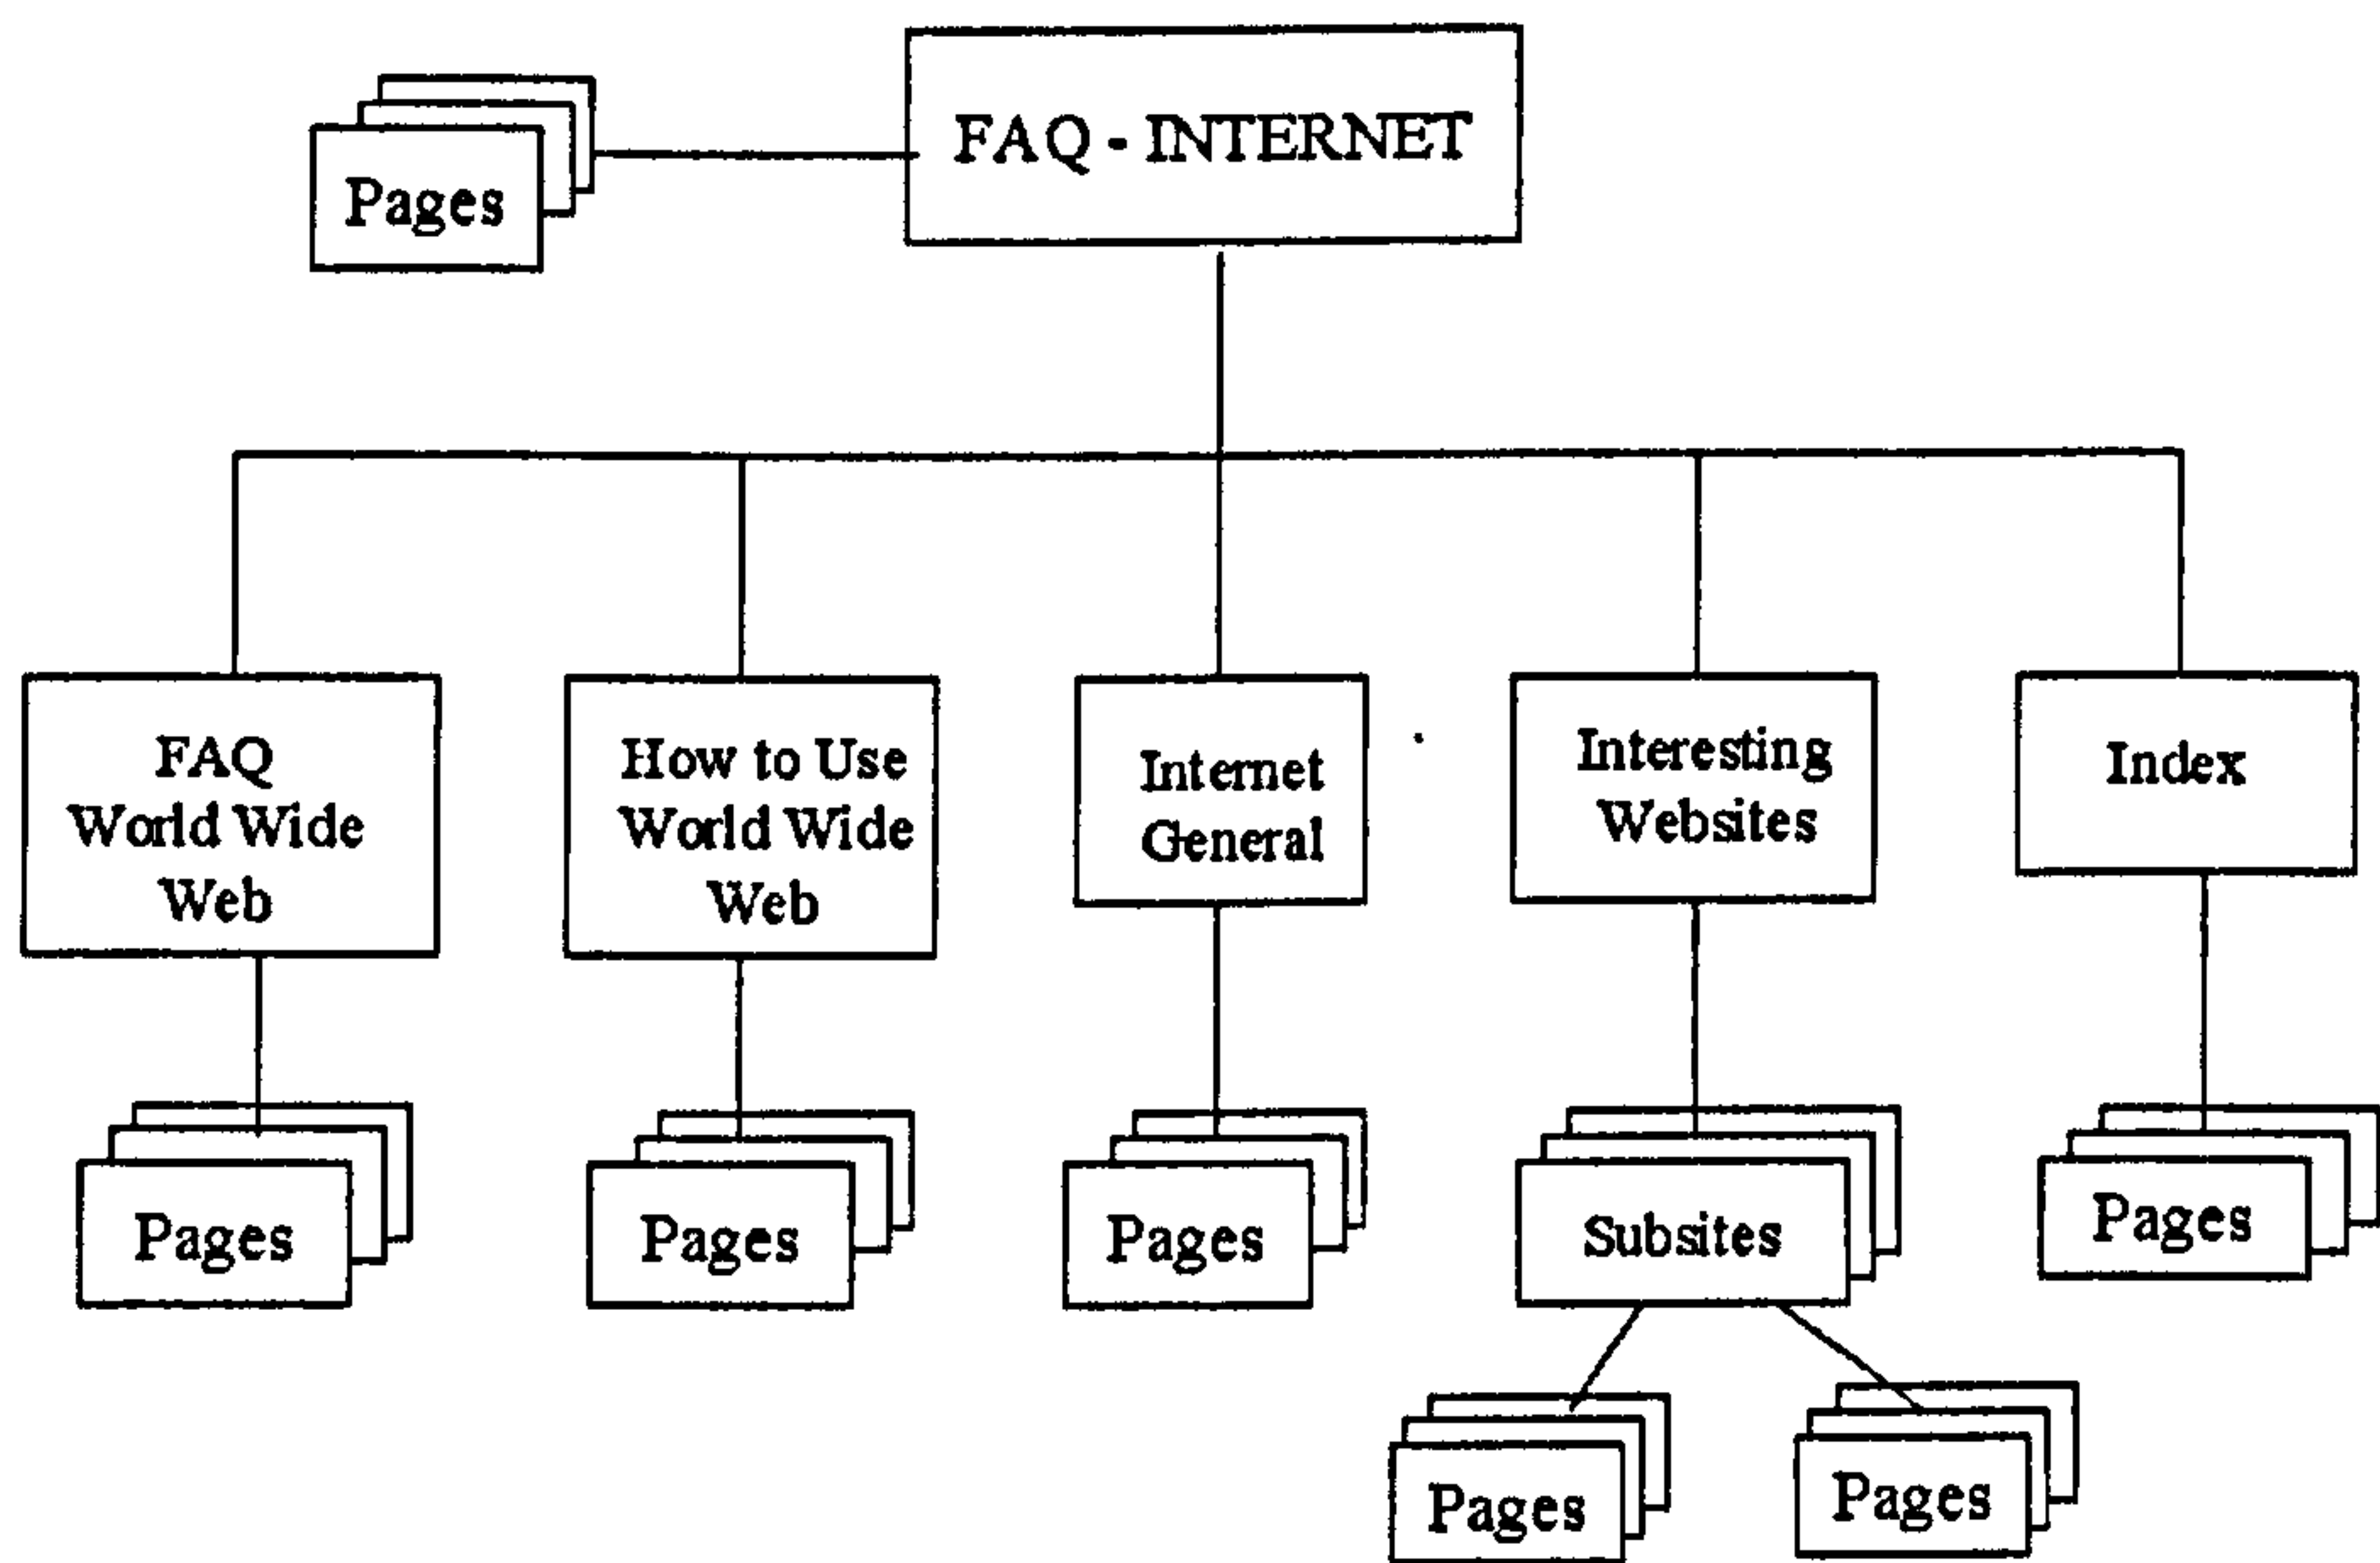 FAQ - INTERNET
Pages
FAQ
World Wide
Web
How to Use
World Wide
Web
Internet
General
Interesting
Websites
Index
Pages
Pages
Pages
Subsites
Pages
Pages
Pages